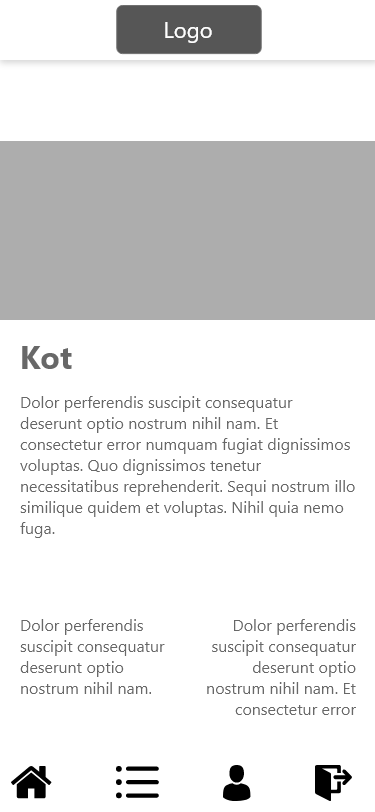 Logo
Kot
Dolor perferendis suscipit consequatur
deserunt optio nostrum nihil nam. Et
consectetur error numquam fugiat dignissimos
voluptas. Quo dignissimos tenetur
necessitatibus reprehenderit. Sequi nostrum illo
similique quidem et voluptas. Nihil quia nemo
fuga.
Dolor perferendis
suscipit consequatur
deserunt optio
nostrum nihil nam.
Dolor perferendis
suscipit consequatur
deserunt optio
nostrum nihil nam. Et
consectetur error